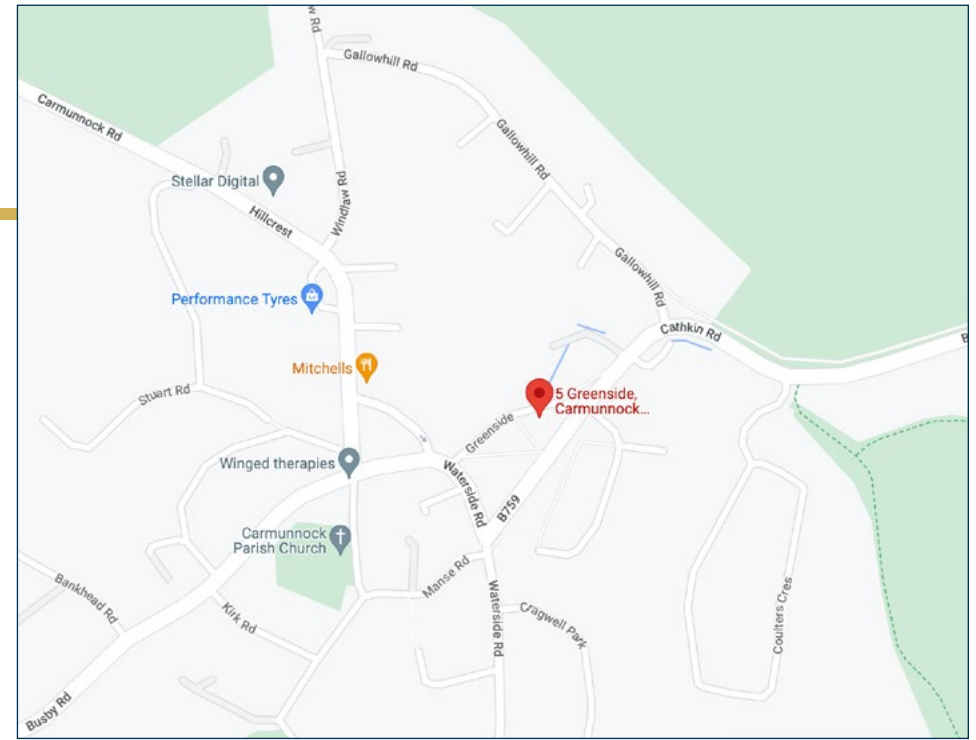 w Rd
Gallowhill Rd
Carmunnock Rd
Gallowhill Rd
Stellar Digital
Windlaw Rd
Hillcrest
Gallowhill Rd
Performance Tyres
Cathkin Rd
B
Mitchells
Stuart Rd
5 Greenside,
Carmunnock...
Greenside
Winged therapies
Waterside Rd
B759
Carmunnock
Parish Church
Manse Rd
Bankhead Rd
Waterside Rd
Kirk Rd
Cragwell Park
Coulters Cres
Busby Rd